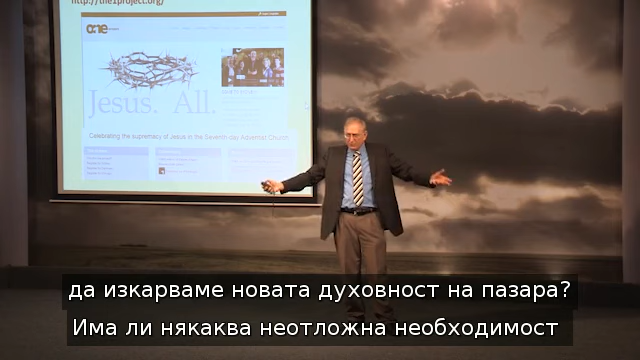 http://the1project.org/
one
Jesus. All.
Celebrating the supremacy of Jesus in the Seventh-day Adventist Church
да изкарваме новата духовност на пазара?
Има ли някаква неотложна необходимост